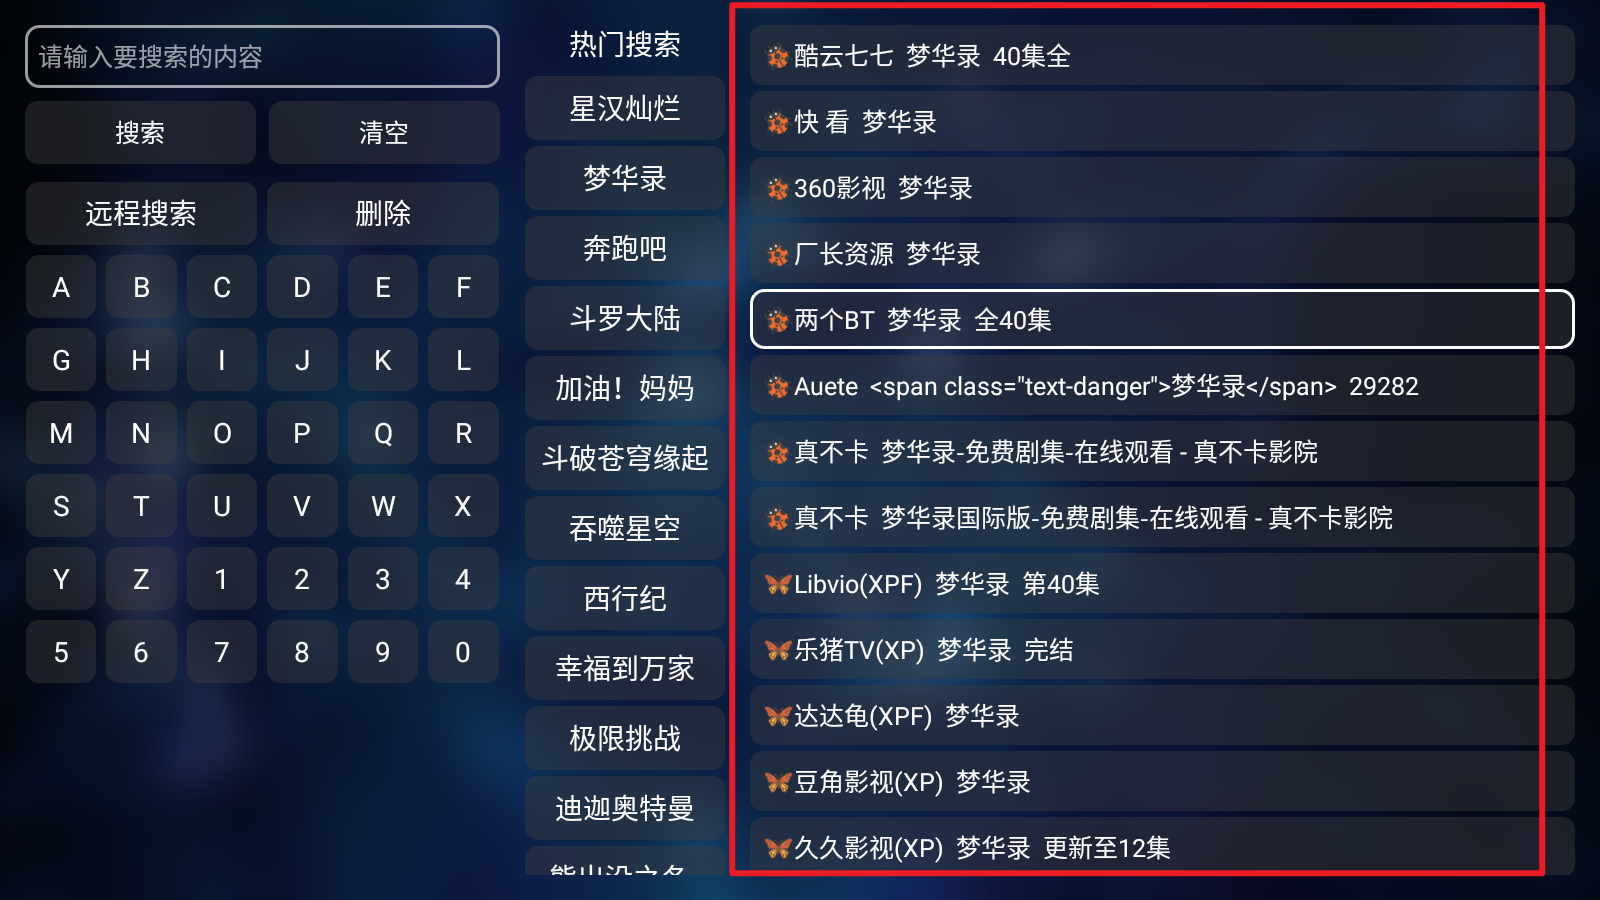 请输入要搜索的内容
搜索
清空
远程搜索
删除
A B C D E F
G H I J K L
M N O P Q R
S T U V W X
Y Z 1 2 3 4
5 6 7 8 9 0
热门搜索
星汉灿烂
梦华录
奔跑吧
斗罗大陆
加油！妈妈
斗破苍穹缘起
吞噬星空
西行纪
幸福到万家
极限挑战
迪迦奥特曼
酷云七七 梦华录 40集全
快 看 梦华录
360影视 梦华录
厂长资源 梦华录
两个BT 梦华录 全40集
Auete <span class="text-danger">梦华录</span> 29282
真不卡 梦华录-免费剧集-在线观看 - 真不卡影院
真不卡 梦华录国际版-免费剧集-在线观看 - 真不卡影院
Libvio(XPF) 梦华录 第40集
乐猪TV(XP) 梦华录 完结
达达龟(XPF) 梦华录
豆角影视(XP) 梦华录
久久影视(XP) 梦华录 更新至12集